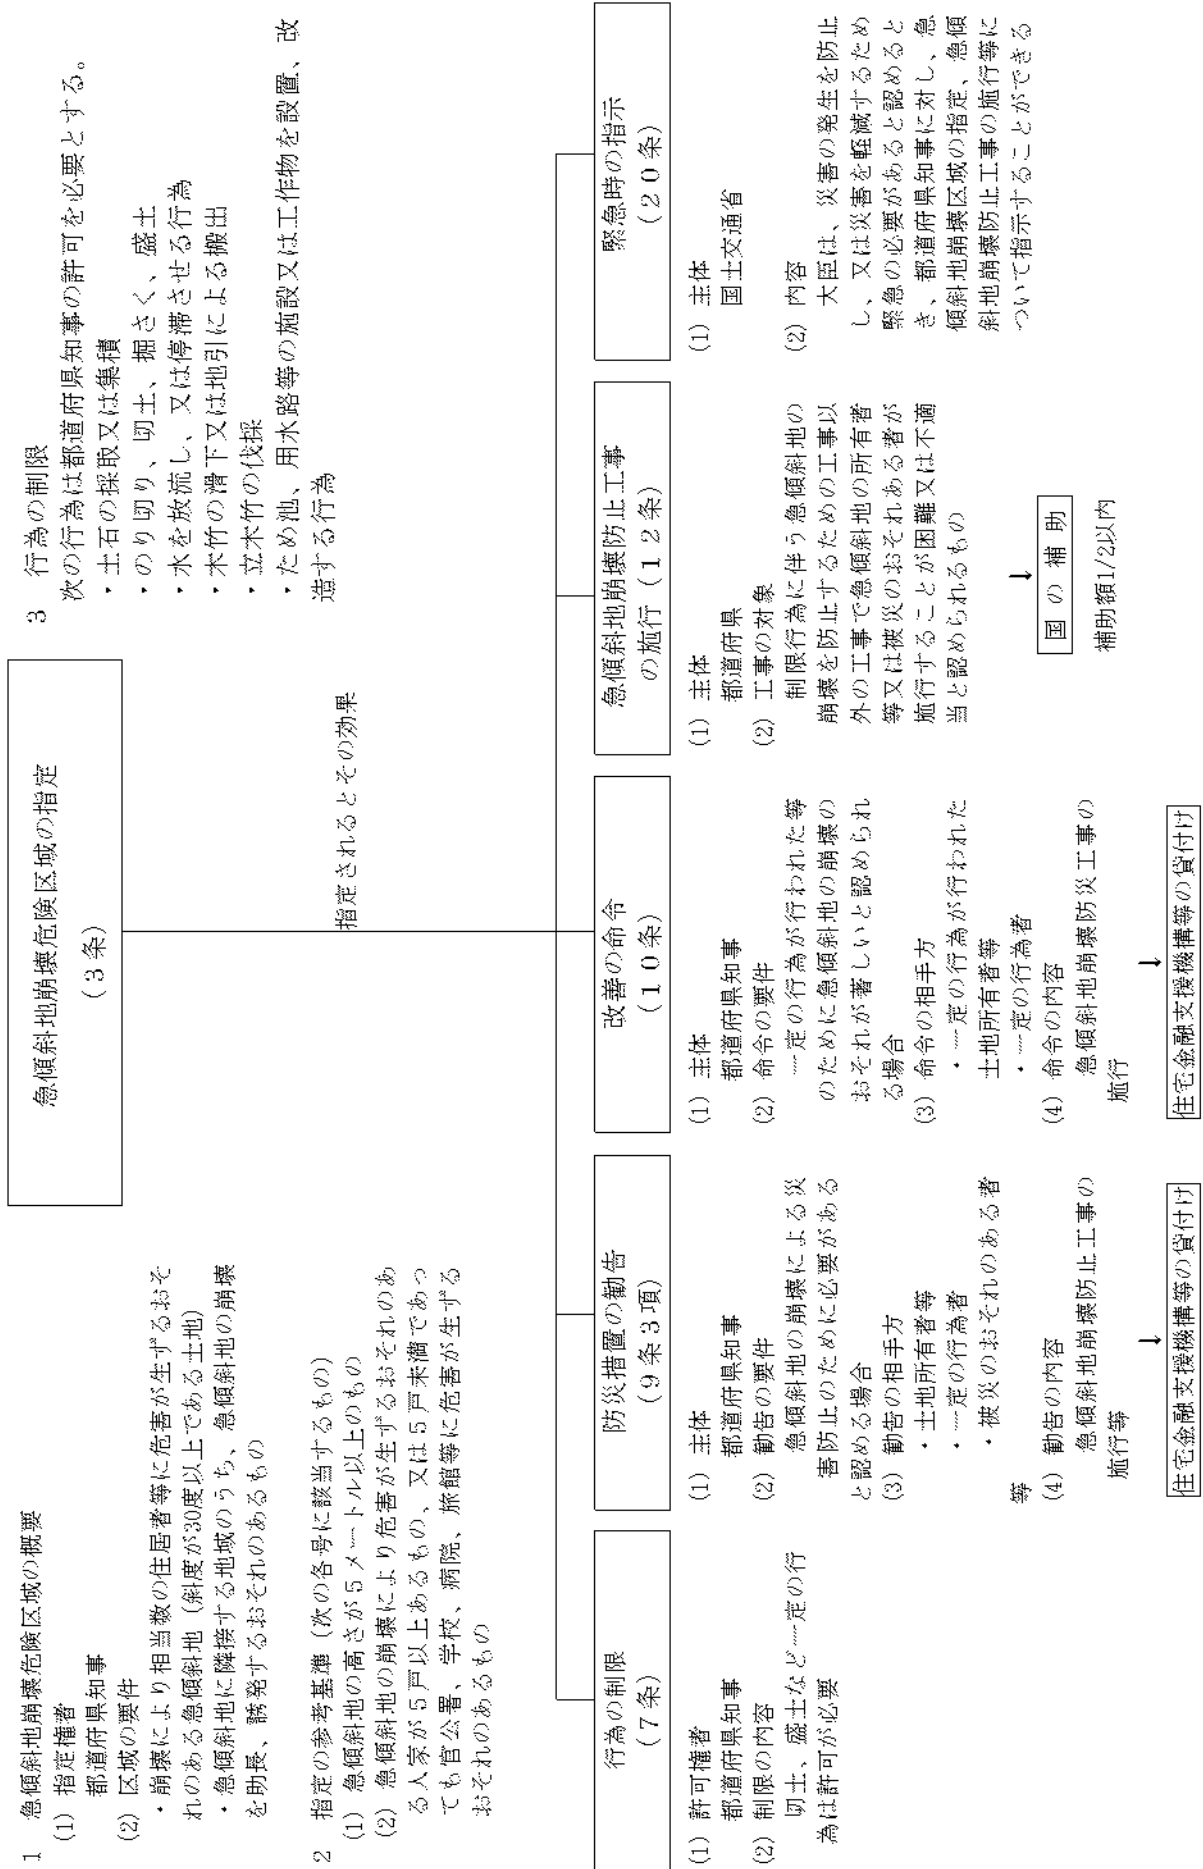 1 急傾斜地崩壊危険区域の概要
(1) 指定権者
都道府県知事
(2) 区域の要件
・崩壊により相当数の住居者等に危害が生ずるおそ
れのある急傾斜地（斜度が30度以上である土地）
・急傾斜地に隣接する地域のうち、急傾斜地の崩壊
を助長、誘発するおそれのあるもの
2 指定の参考基準（次の各号に該当するもの）
(1) 急傾斜地の高さが５メートル以上のもの
(2) 急傾斜地の崩壊により危害が生ずるおそれのあ
る人家が５戸以上あるもの、又は５戸未満であっ
ても官公署、学校、病院、旅館等に危害が生ずる
おそれのあるもの
急傾斜地崩壊危険区域の指定
（３条）
3 行為の制限
次の行為は都道府県知事の許可を必要とする。
・土石の採取又は集積
・のり切り、切土、掘さく、盛土
・水を放流し、又は停滞させる行為
・木竹の滑下又は地引による搬出
・立木竹の伐採
・ため池、用水路等の施設又は工作物を設置、改
造する行為
指定されるとその効果
行為の制限
（７条）
(1) 許可権者
都道府県知事
(2) 制限の内容
切土、盛土など一定の行
為は許可が必要
防災措置の勧告
（９条３項）
(1) 主体
都道府県知事
(2) 勧告の要件
急傾斜地の崩壊による災
害防止のために必要がある
と認める場合
(3) 勧告の相手方
・土地所有者等
・一定の行為者
・被災のおそれのある者
等
(4) 勧告の内容
急傾斜地崩壊防止工事の
施行等
↓
住宅金融支援機構等の貸付け
改善の命令
（１０条）
(1) 主体
都道府県知事
(2) 命令の要件
一定の行為が行われた等
のために急傾斜地の崩壊の
おそれが著しいと認められ
る場合
(3) 命令の相手方
・一定の行為が行われた
土地所有者等
・一定の行為者
(4) 命令の内容
急傾斜地崩壊防災工事の
施行
↓
住宅金融支援機構等の貸付け
急傾斜地崩壊防止工事
の施行（１２条）
(1) 主体
都道府県
(2) 工事の対象
制限行為に伴う急傾斜地の
崩壊を防止するための工事以
外の工事で急傾斜地の所有者
等又は被災のおそれある者が
施行することが困難又は不適
当と認められるもの
↓
国の補助
補助額1/2以内
緊急時の指示
（２０条）
(1) 主体
国土交通省
(2) 内容
大臣は、災害の発生を防止
し、又は災害を軽減するため
緊急の必要があると認めると
き、都道府県知事に対し、急
傾斜地崩壊区域の指定、急傾
斜地崩壊防止工事の施行等に
ついて指示することができる